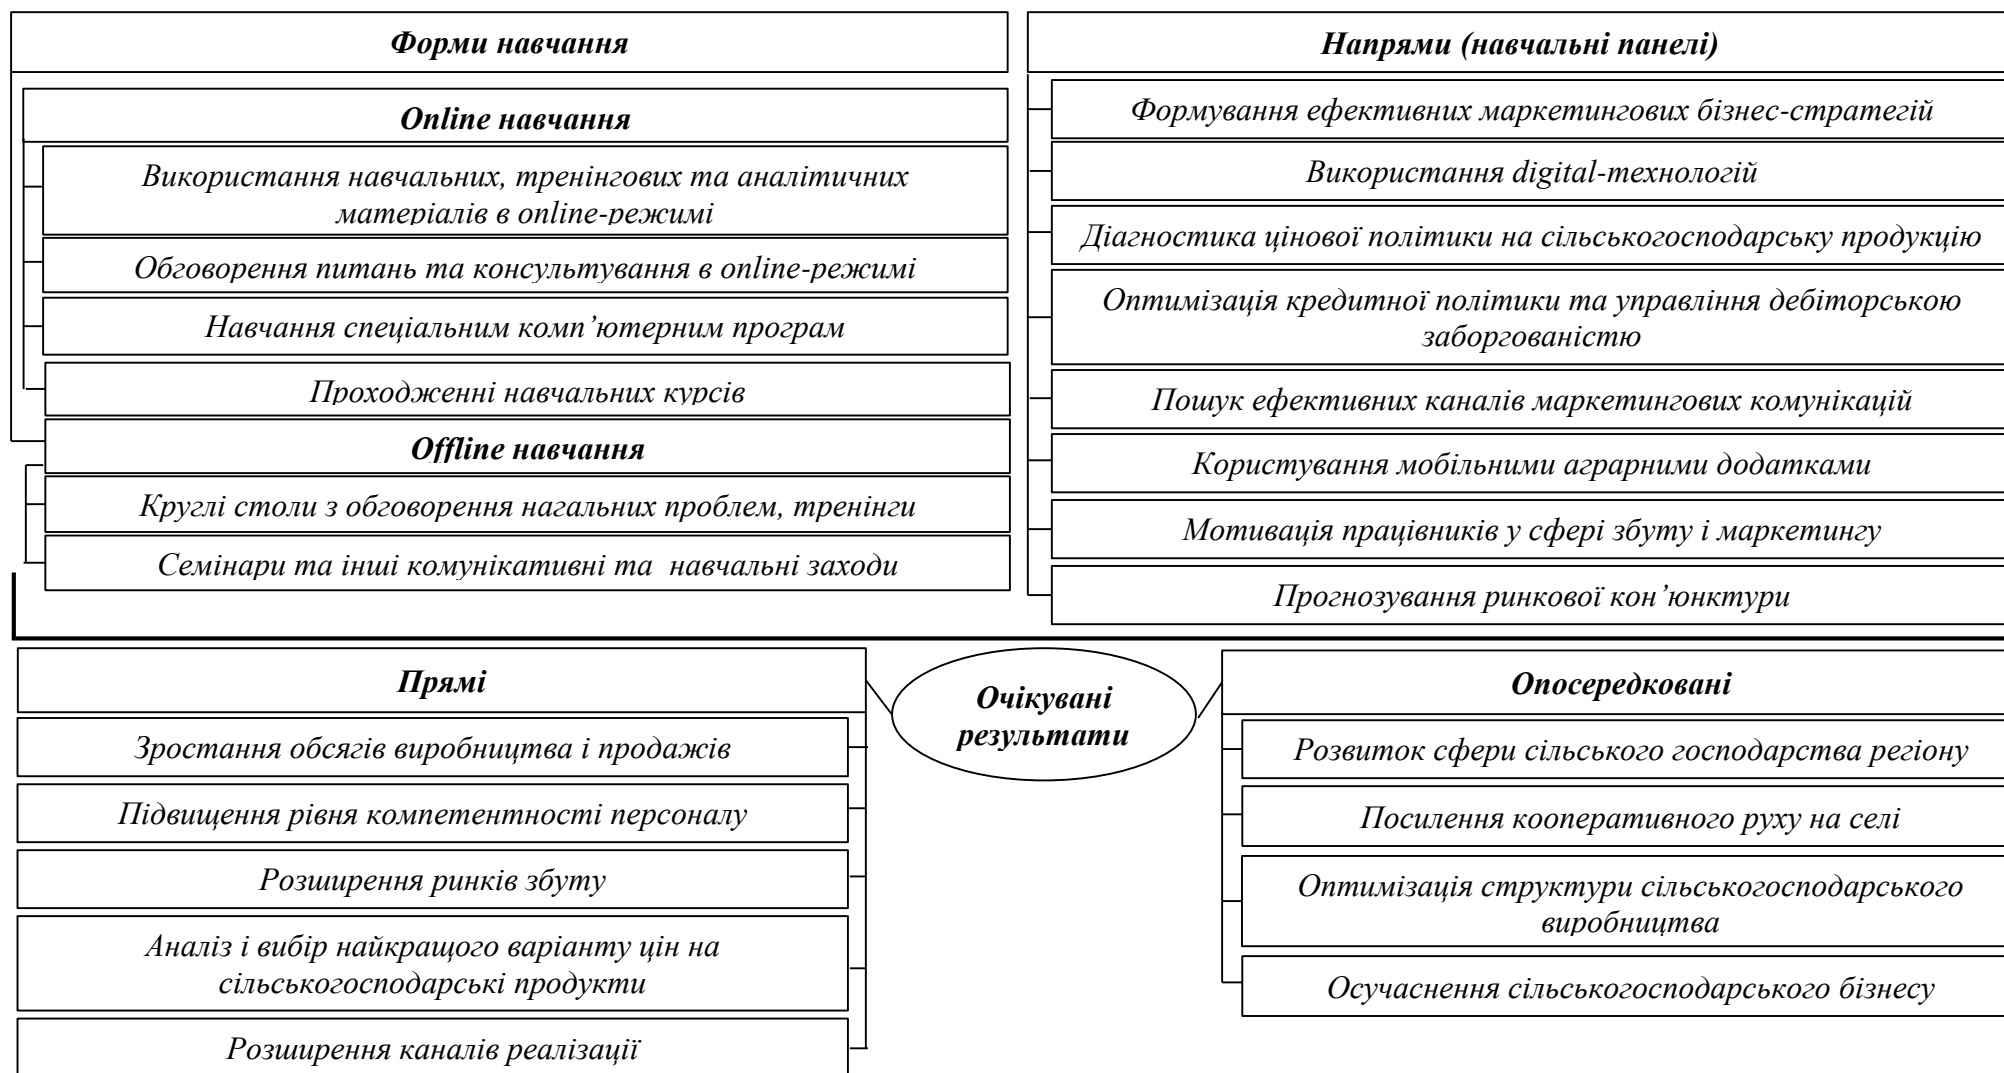 Форми навчання
Online навчання
Використання навчальних, тренінгових та аналітичних
матеріалів в online-режимі
Обговорення питань та консультування в online-режимі
Навчання спеціальним комп’ютерним програм
Проходженні навчальних курсів
Offline навчання
Круглі столи з обговорення нагальних проблем, тренінги
Семінари та інші комунікативні та навчальні заходи
Напрями (навчальні панелі)
Формування ефективних маркетингових бізнес-стратегій
Використання digital-технологій
Діагностика цінової політики на сільськогосподарську продукцію
Оптимізація кредитної політики та управління дебіторською
заборгованістю
Пошук ефективних каналів маркетингових комунікацій
Користування мобільними аграрними додатками
Мотивація працівників у сфері збуту і маркетингу
Прогнозування ринкової кон’юнктури
Очікувані
результати
Прямі
Зростання обсягів виробництва і продажів
Підвищення рівня компетентності персоналу
Розширення ринків збуту
Аналіз і вибір найкращого варіанту цін на
сільськогосподарські продукти
Розширення каналів реалізації
Опосередковані
Розвиток сфери сільського господарства регіону
Посилення кооперативного руху на селі
Оптимізація структури сільськогосподарського
виробництва
Осучаснення сільськогосподарського бізнесу